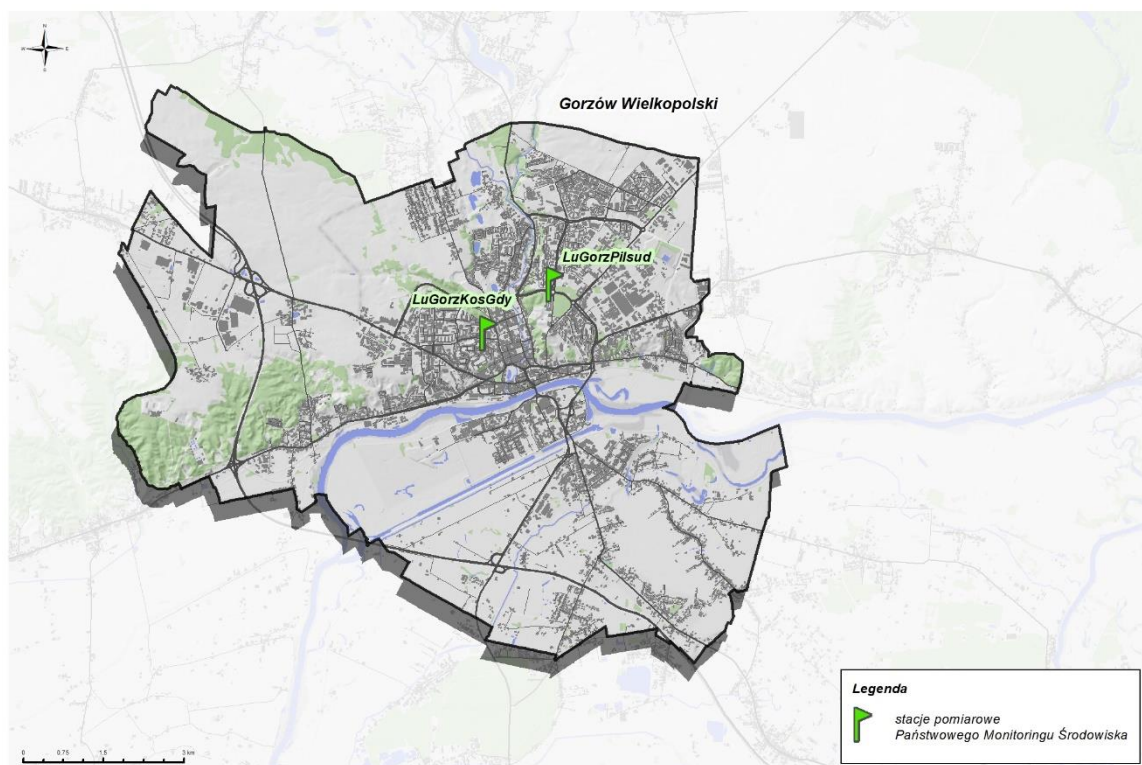 N
W E
S
Gorzów Wielkopolski
LuGorzPilsud
LuGorzKosGdy
Legenda
stacje pomiarowe
Państwowego Monitoringu Środowiska
0 0.75 1.5 3 km